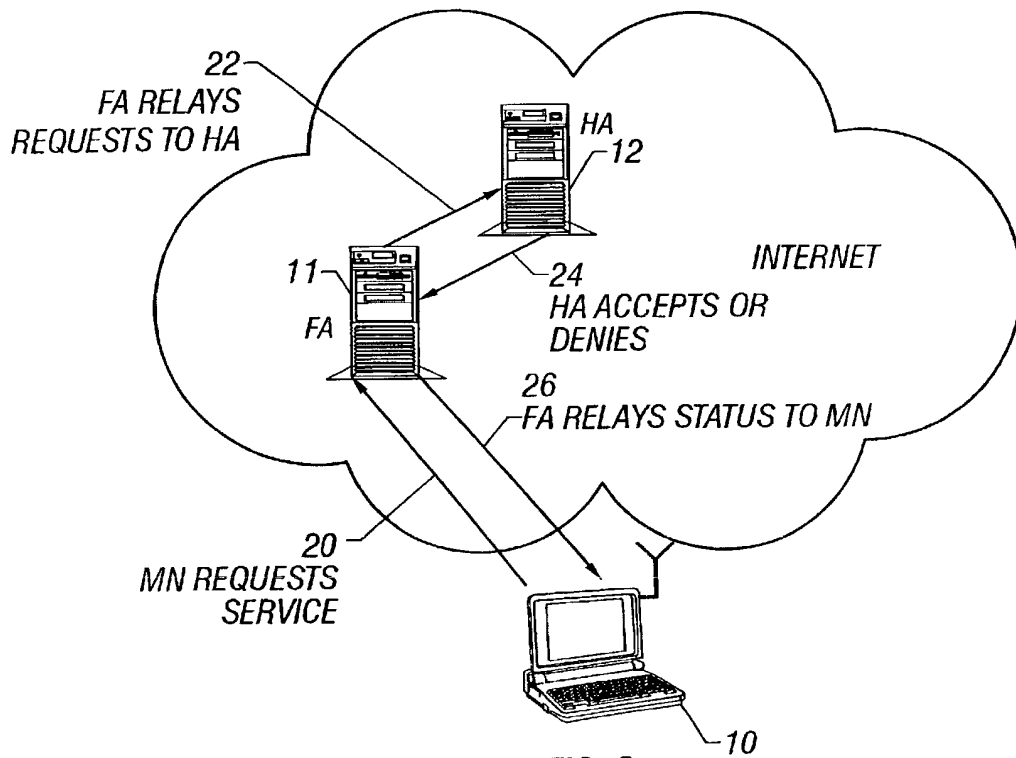 22
FA RELAYS
REQUESTS TO HA
HA
12
INTERNET
11
FA
24
HA ACCEPTS OR
DENIES
26
FA RELAYS STATUS TO MN
20
MN REQUESTS
SERVICE
10